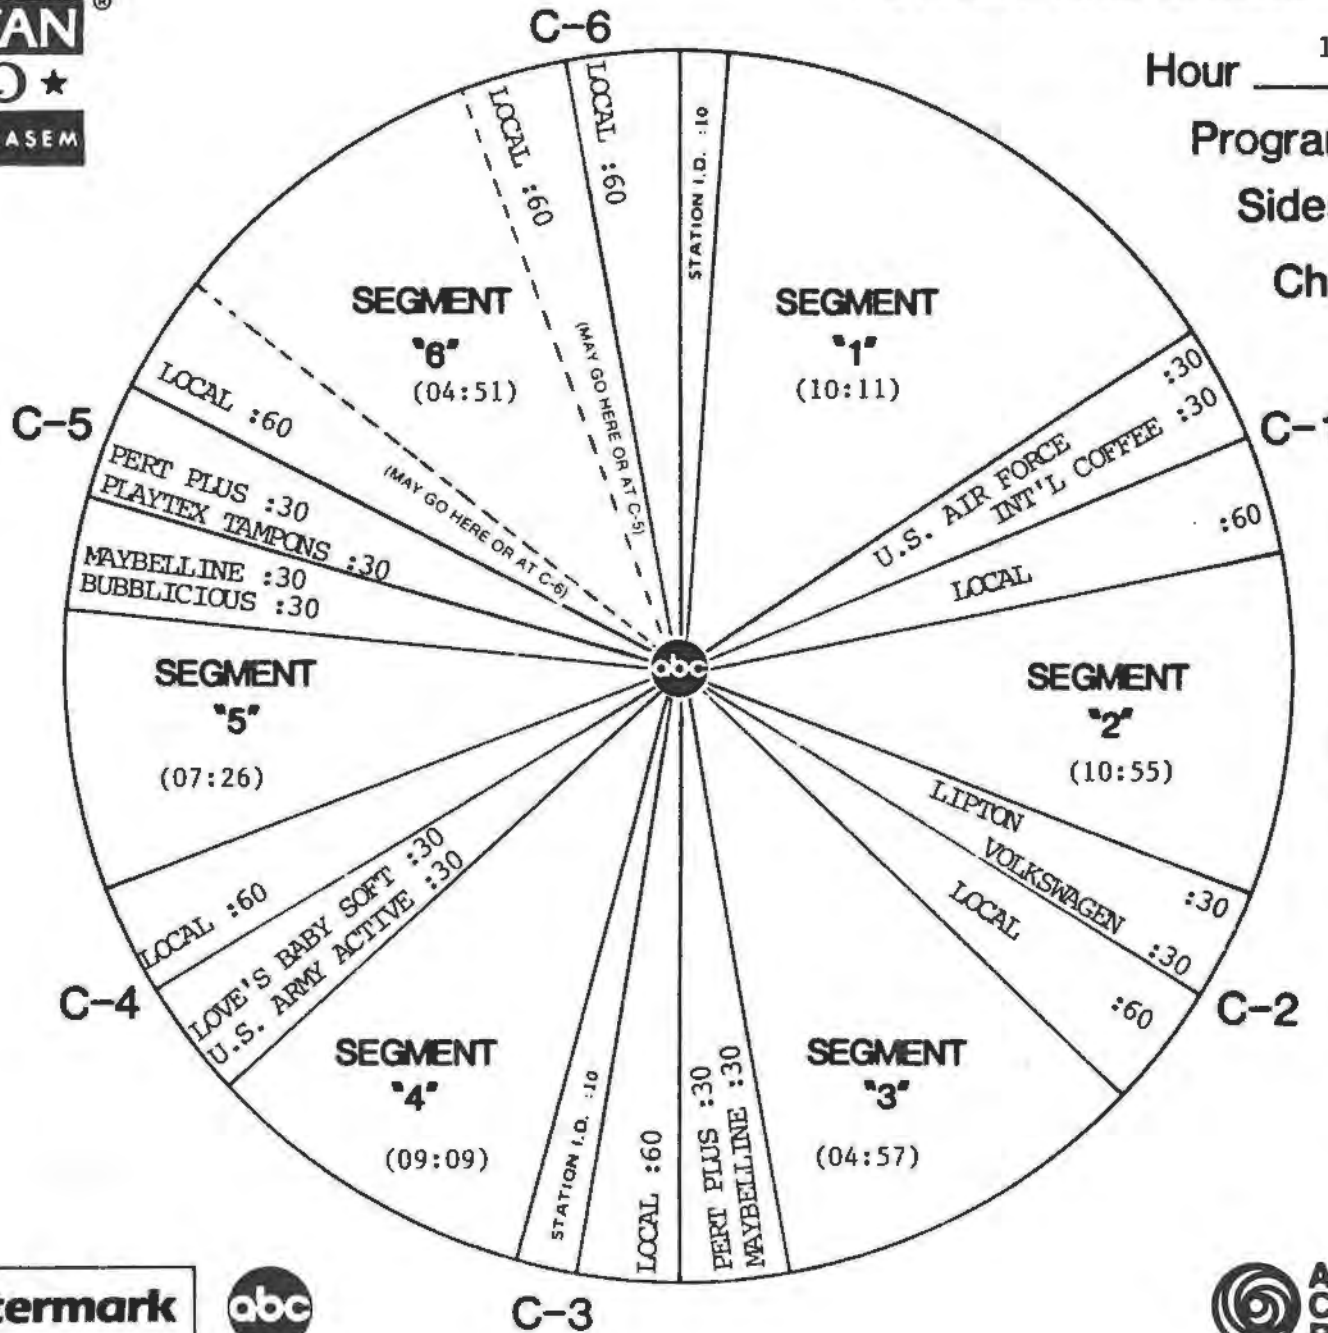 ®
C-6
Hour 1
LOCAL :60
LOCAL :60
STATION I.D. :10
SEGMENT
"6"
(04:51)
(MAY GO HERE OR AT C-5)
SEGMENT
"1"
(10:11)
U.S. AIR FORCE :30
INT'L COFFEE :30
C-1
LOCAL :60
SEGMENT
"2"
(10:55)
LIPTON :30
VOLKSWAGEN :30
C-2
LOCAL :60
SEGMENT
"3"
(04:57)
PERT PLUS :30
MAYBELLINE :30
C-3
LOCAL :60
STATION I.D. :10
SEGMENT
"4"
(09:09)
LOVE'S BABY SOFT :30
U.S. ARMY ACTIVE :30
C-4
LOCAL :60
SEGMENT
"5"
(07:26)
MAYBELLINE :30
BUBBLICIOUS :30
PERT PLUS :30
PLAYTEX TAMPONS :30
C-5
LOCAL :60
(MAY GO HERE OR AT C-6)
abc
abc